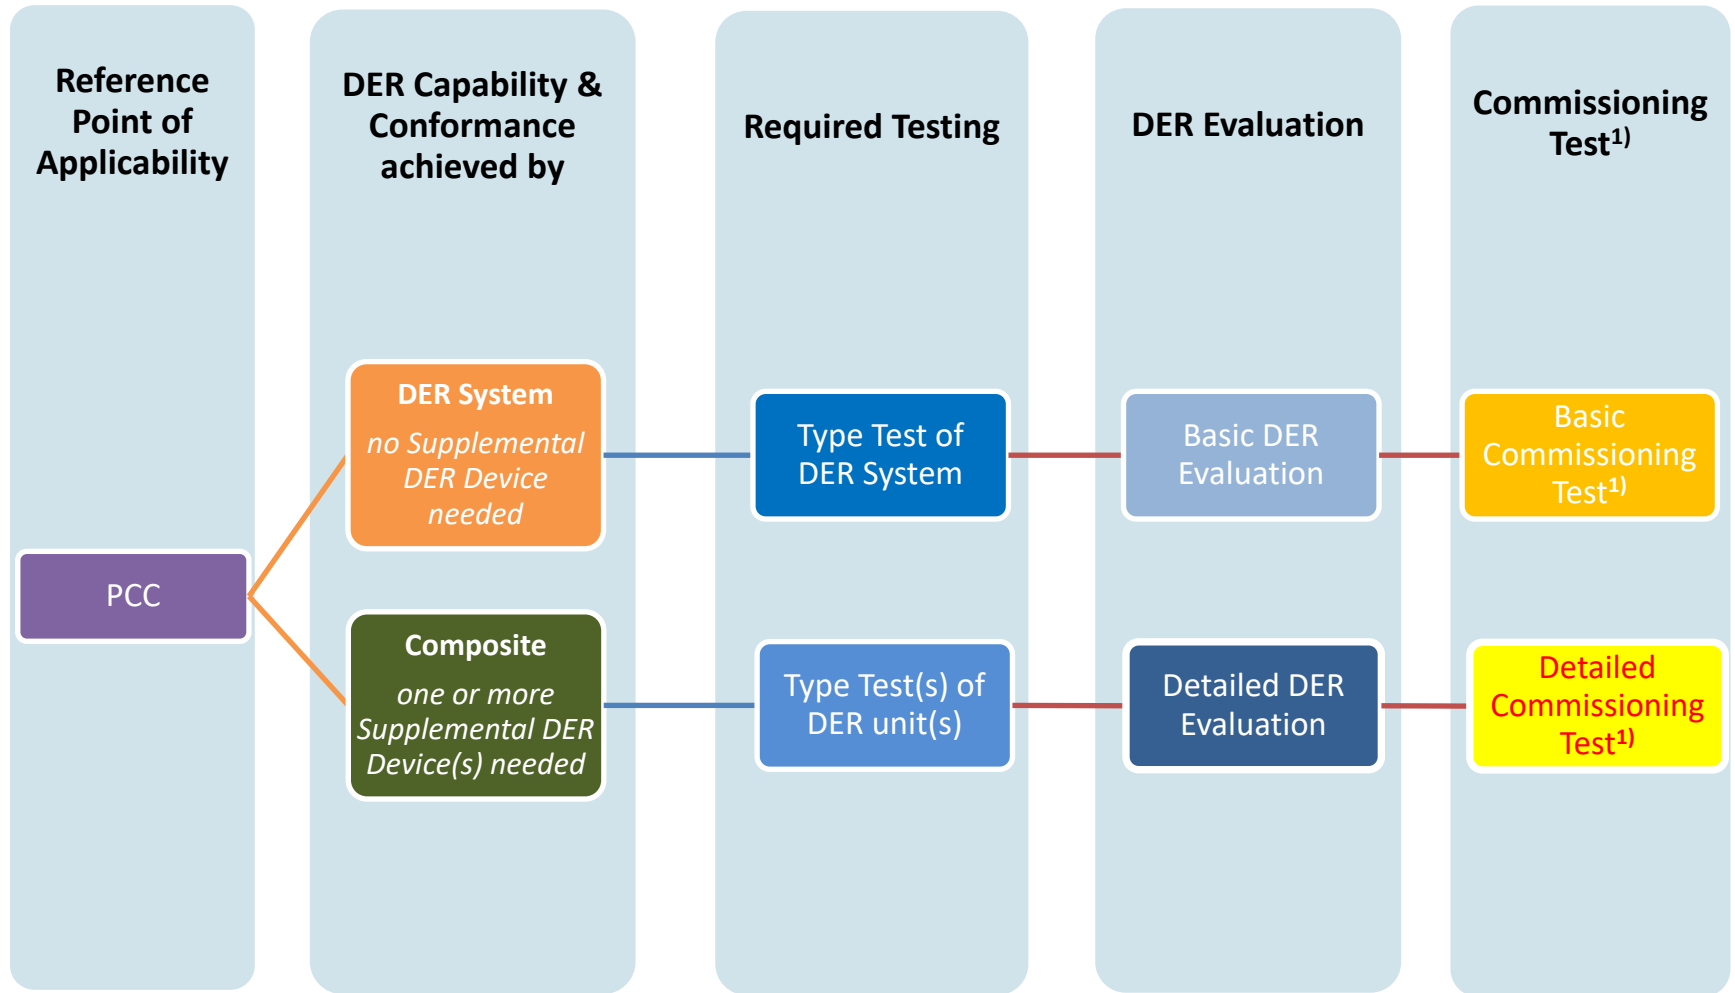 Reference
Point of
Applicability
DER Capability &
Conformance
achieved by
Required Testing
DER Evaluation
Commissioning
Test1)
PCC
DER System
no Supplemental
DER Device
needed
Type Test of
DER System
Basic DER
Evaluation
Basic
Commissioning
Test1)
Composite
one or more
Supplemental DER
Device(s) needed
Type Test(s) of
DER unit(s)
Detailed DER
Evaluation
Detailed
Commissioning
Test1)